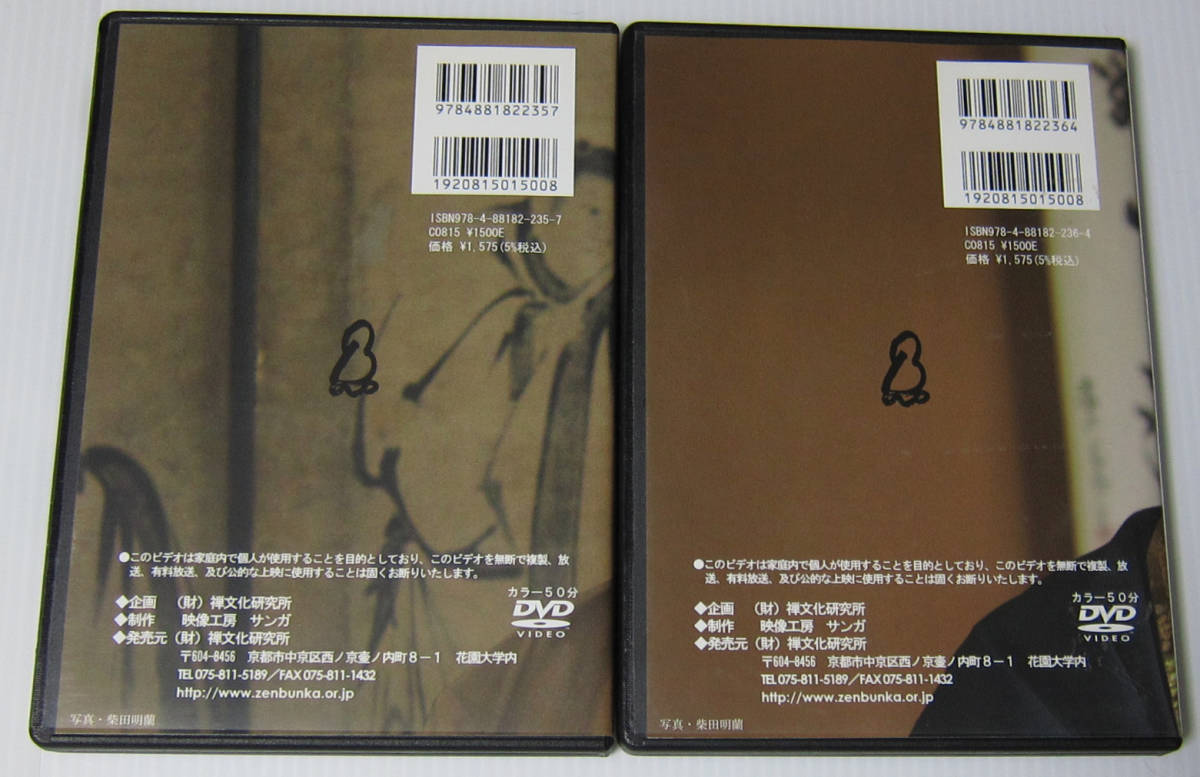 9784881822357
1920815015008
ISBN978-4-88182-235-7
C0815 ¥1500E
価格 ¥1,575(5%税込)
●このビデオは家庭内で個人が使用することを目的としており、このビデオを無断で複製、放
送、有料放送、及び公的な上映に使用することは固くお断りいたします。
カラー50分
DVD
VIDEO
◆企画 （財）禅文化研究所
◆制作 映像工房 サンガ
◆発売元（財）禅文化研究所
〒604-8456 京都市中京区西ノ京壷ノ内町8－1 花園大学内
TEL075-811-5189／FAX075-811-1432
http://www.zenbunka.or.jp
写真・柴田明蘭
9784881822364
1920815015008
ISBN978-4-88182-236-4
C0815 ¥1500E
価格 ¥1,575(5%税込)
●このビデオは家庭内で個人が使用することを目的としており、このビデオを無断で複製、放
送、有料放送、及び公的な上映に使用することは固くお断りいたします。
カラー50分
DVD
VIDEO
◆企画 （財）禅文化研究所
◆制作 映像工房 サンガ
◆発売元（財）禅文化研究所
〒604-8456 京都市中京区西ノ京壷ノ内町8－1 花園大学内
TEL075-811-5189／FAX075-811-1432
http://www.zenbunka.or.jp
写真・柴田明蘭